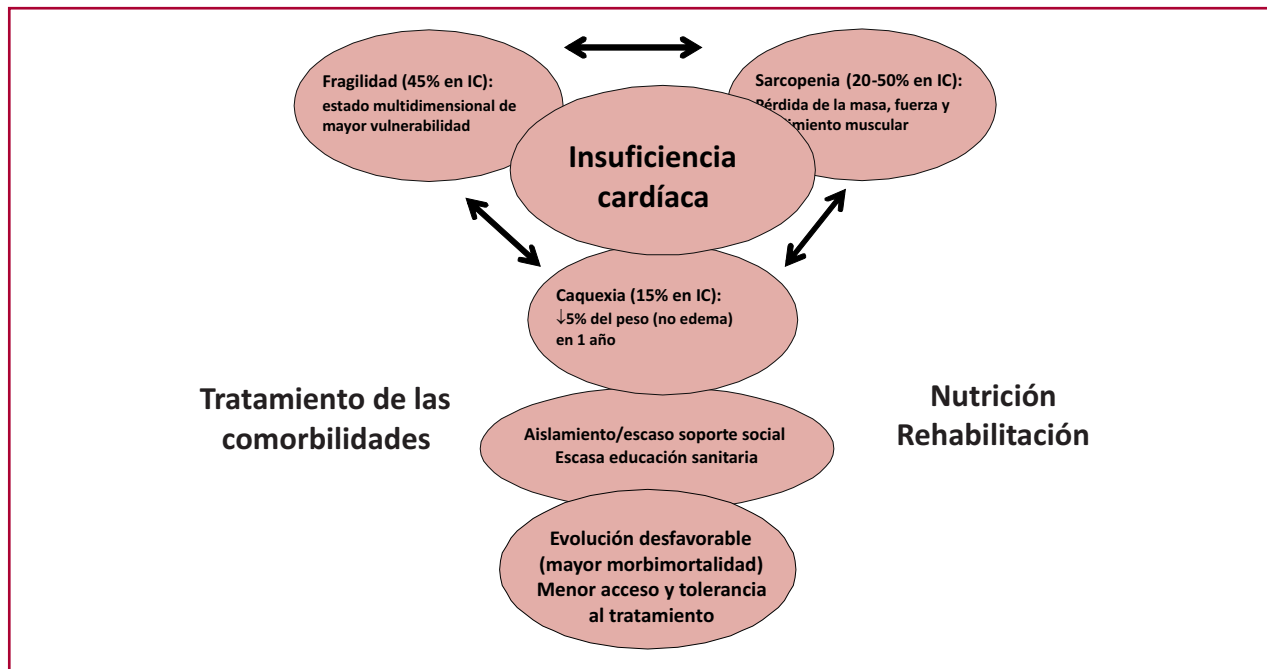 Fragilidad (45% en IC):
estado multidimensional de
mayor vulnerabilidad
Sarcopenia (20-50% en IC):
Pérdida de la masa, fuerza y
imiento muscular
Insuficiencia
cardíaca
Caquexia (15% en IC):
↓5% del peso (no edema)
en 1 año
Tratamiento de las
comorbilidades
Nutrición
Rehabilitación
Aislamiento/escaso soporte social
Escasa educación sanitaria
Evolución desfavorable
(mayor morbimortalidad)
Menor acceso y tolerancia
al tratamiento